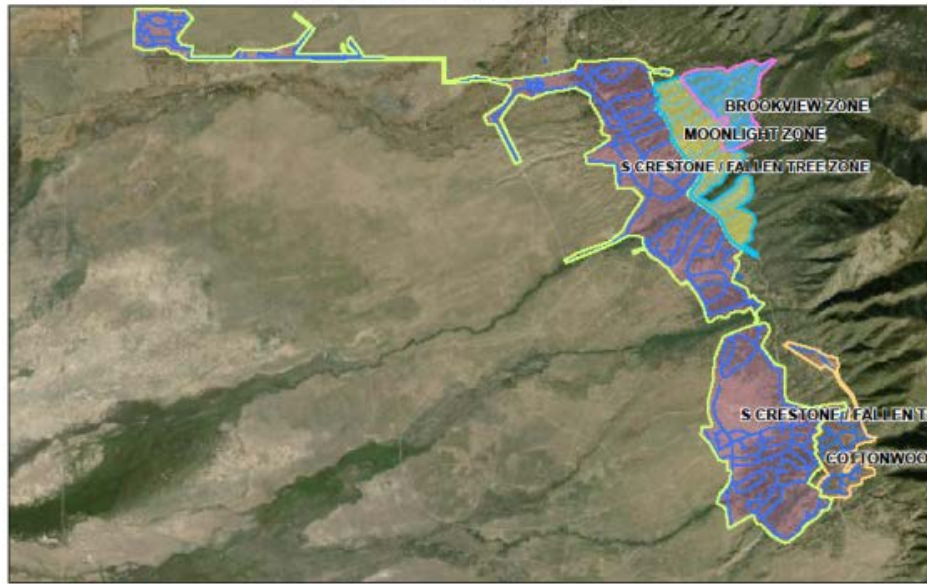 BROOKVIEW ZONE
MOONLIGHT ZONE
S CRESTONE / FALLEN TREE ZONE
S CRESTONE / FALLEN T
COTTONWOO